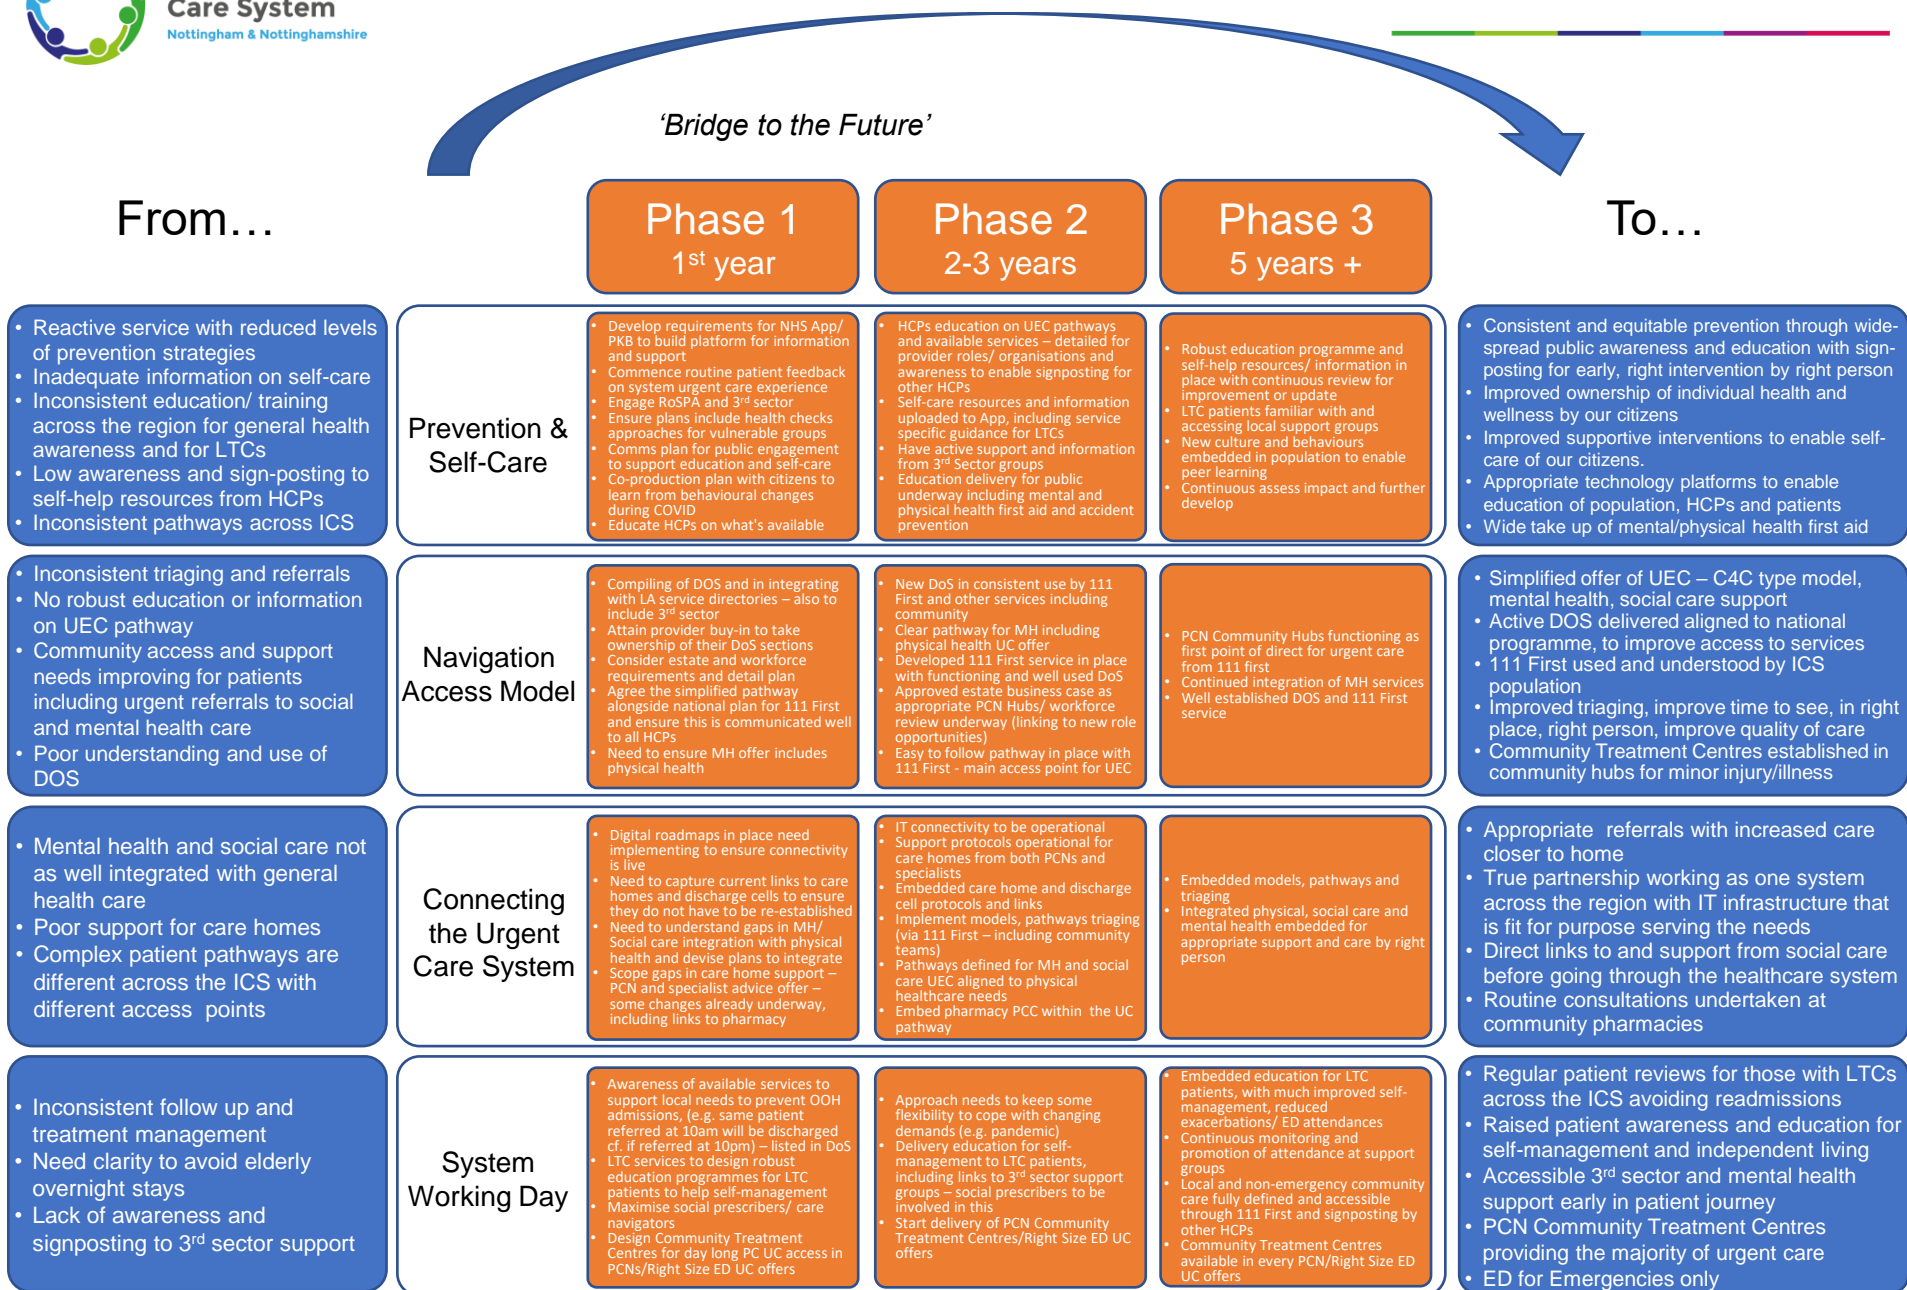 Care System
Nottingham & Nottinghamshire
‘Bridge to the Future’
From…
Phase 1
1st year
Phase 2
2-3 years
Phase 3
5 years +
To…
• Reactive service with reduced levels
of prevention strategies
• Inadequate information on self-care
• Inconsistent education/ training
across the region for general health
awareness and for LTCs
• Low awareness and sign-posting to
self-help resources from HCPs
• Inconsistent pathways across ICS
Prevention &
Self-Care
• Develop requirements for NHS App/
PKB to build platform for information
and support
• Commence routine patient feedback
on system urgent care experience
• Engage RoSPA and 3rd sector
• Ensure plans include health checks
approaches for vulnerable groups
• Comms plan for public engagement
to support education and self-care
• Co-production plan with citizens to
learn from behavioural changes
during COVID
• Educate HCPs on what's available
• HCPs education on UEC pathways
and available services – detailed for
provider roles/ organisations and
awareness to enable signposting for
other HCPs
• Self-care resources and information
uploaded to App, including service
specific guidance for LTCs
• Have active support and information
from 3rd Sector groups
• Education delivery for public
underway including mental and
physical health first aid and accident
prevention
• Robust education programme and
self-help resources/ information in
place with continuous review for
improvement or update
• LTC patients familiar with and
accessing local support groups
• New culture and behaviours
embedded in population to enable
peer learning
• Continuous assess impact and further
develop
• Consistent and equitable prevention through wide-
spread public awareness and education with sign-
posting for early, right intervention by right person
• Improved ownership of individual health and
wellness by our citizens
• Improved supportive interventions to enable self-
care of our citizens.
• Appropriate technology platforms to enable
education of population, HCPs and patients
• Wide take up of mental/physical health first aid
• Inconsistent triaging and referrals
• No robust education or information
on UEC pathway
• Community access and support
needs improving for patients
including urgent referrals to social
and mental health care
• Poor understanding and use of
DOS
Navigation
Access Model
• Compiling of DOS and in integrating
with LA service directories – also to
include 3rd sector
• Attain provider buy-in to take
ownership of their DoS sections
• Consider estate and workforce
requirements and detail plan
• Agree the simplified pathway
alongside national plan for 111 First
and ensure this is communicated well
to all HCPs
• Need to ensure MH offer includes
physical health
• New DoS in consistent use by 111
First and other services including
community
• Clear pathway for MH including
physical health UC offer
• Developed 111 First service in place
with functioning and well used DoS
• Approved estate business case as
appropriate PCN Hubs/ workforce
review underway (linking to new role
opportunities)
• Easy to follow pathway in place with
111 First - main access point for UEC
• PCN Community Hubs functioning as
first point of direct for urgent care
from 111 first
• Continued integration of MH services
• Well established DOS and 111 First
service
• Simplified offer of UEC – C4C type model,
mental health, social care support
• Active DOS delivered aligned to national
programme, to improve access to services
• 111 First used and understood by ICS
population
• Improved triaging, improve time to see, in right
place, right person, improve quality of care
• Community Treatment Centres established in
community hubs for minor injury/illness
• Mental health and social care not
as well integrated with general
health care
• Poor support for care homes
• Complex patient pathways are
different across the ICS with
different access points
Connecting
the Urgent
Care System
• Digital roadmaps in place need
implementing to ensure connectivity
is live
• Need to capture current links to care
homes and discharge cells to ensure
they do not have to be re-established
• Need to understand gaps in MH/
Social care integration with physical
health and devise plans to integrate
• Scope gaps in care home support –
PCN and specialist advice offer –
some changes already underway,
including links to pharmacy
• IT connectivity to be operational
• Support protocols operational for
care homes from both PCNs and
specialists
• Embedded care home and discharge
cell protocols and links
• Implement models, pathways triaging
(via 111 First – including community
teams)
• Pathways defined for MH and social
care UEC aligned to physical
healthcare needs
• Embed pharmacy PCC within the UC
pathway
• Embedded models, pathways and
triaging
• Integrated physical, social care and
mental health embedded for
appropriate support and care by right
person
• Appropriate referrals with increased care
closer to home
• True partnership working as one system
across the region with IT infrastructure that
is fit for purpose serving the needs
• Direct links to and support from social care
before going through the healthcare system
• Routine consultations undertaken at
community pharmacies
• Inconsistent follow up and
treatment management
• Need clarity to avoid elderly
overnight stays
• Lack of awareness and
signposting to 3rd sector support
System
Working Day
• Awareness of available services to
support local needs to prevent OOH
admissions, (e.g. same patient
referred at 10am will be discharged
cf. if referred at 10pm) – listed in DoS
• LTC services to design robust
education programmes for LTC
patients to help self-management
• Maximise social prescribers/ care
navigators
• Design Community Treatment
Centres for day long PC UC access in
PCNs/Right Size ED UC offers
• Approach needs to keep some
flexibility to cope with changing
demands (e.g. pandemic)
• Delivery education for self-
management to LTC patients,
including links to 3rd sector support
groups – social prescribers to be
involved in this
• Start delivery of PCN Community
Treatment Centres/Right Size ED UC
offers
• Embedded education for LTC
patients, with much improved self-
management, reduced
exacerbations/ ED attendances
• Continuous monitoring and
promotion of attendance at support
groups
• Local and non-emergency community
care fully defined and accessible
through 111 First and signposting by
other HCPs
• Community Treatment Centres
available in every PCN/Right Size ED
UC offers
• Regular patient reviews for those with LTCs
across the ICS avoiding readmissions
• Raised patient awareness and education for
self-management and independent living
• Accessible 3rd sector and mental health
support early in patient journey
• PCN Community Treatment Centres
providing the majority of urgent care
• ED for Emergencies only